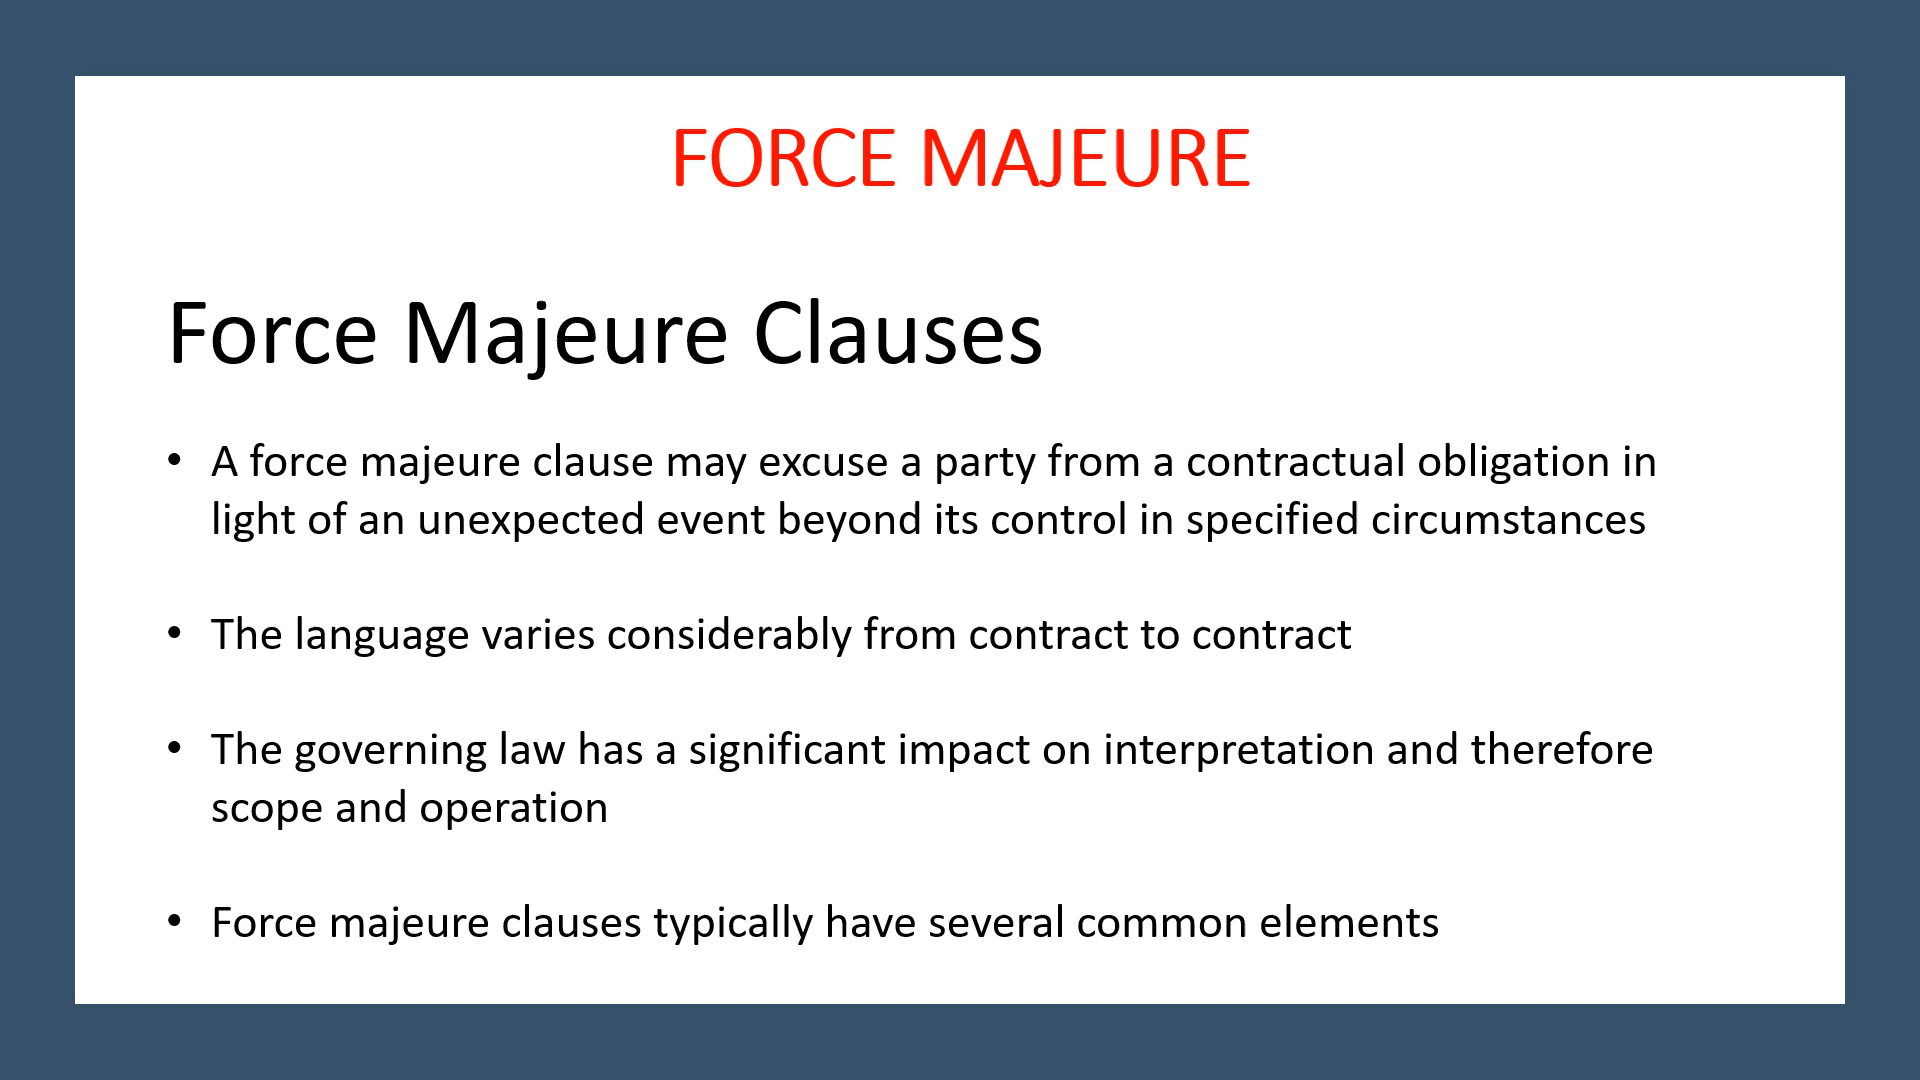 FORCE MAJEURE
Force Majeure Clauses
• A force majeure clause may excuse a party from a contractual obligation in
light of an unexpected event beyond its control in specified circumstances
• The language varies considerably from contract to contract
• The governing law has a significant impact on interpretation and therefore
scope and operation
• Force majeure clauses typically have several common elements